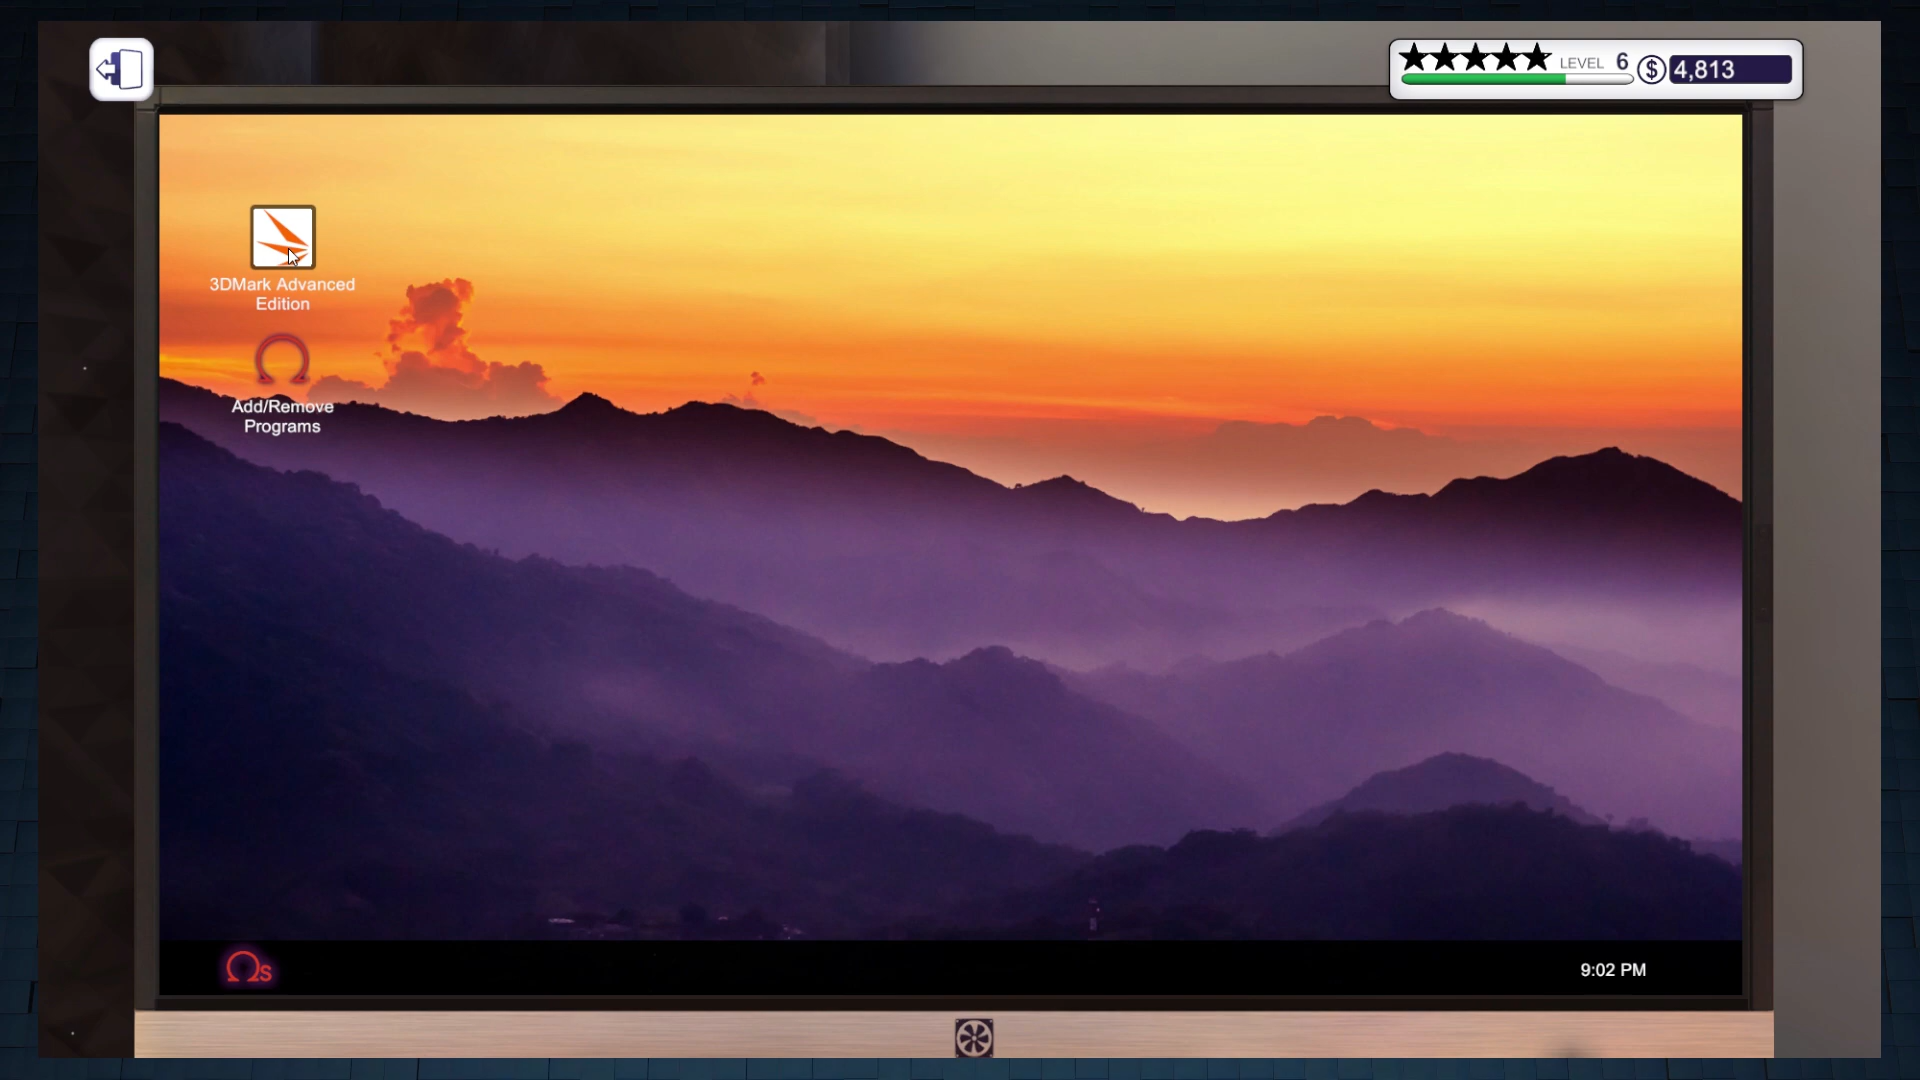 LEVEL 6
$ 4,813
3DMark Advanced
Edition
Add/Remove
Programs
Ωs
9:02 PM